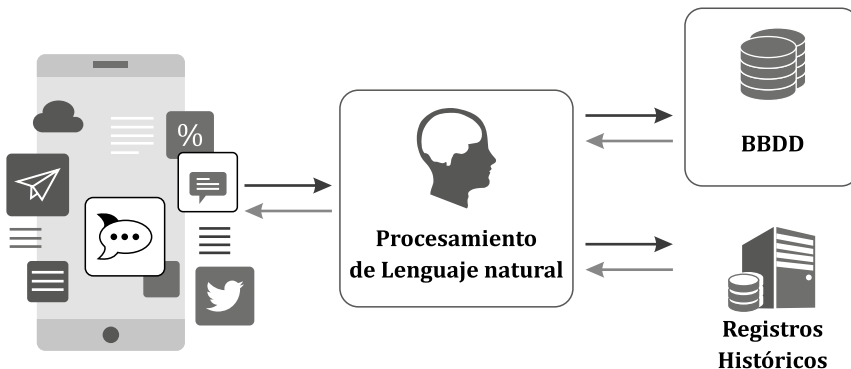 %
BBDD
Procesamiento
de Lenguaje natural
Registros
Históricos